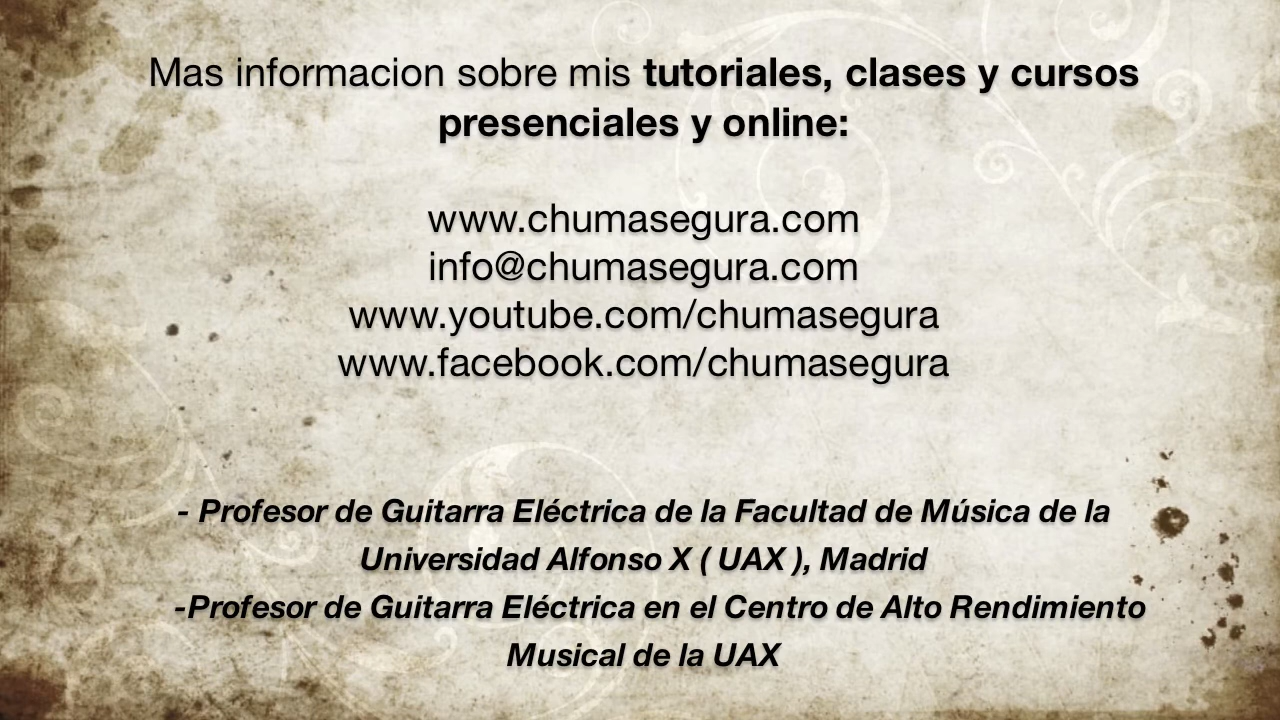 Mas informacion sobre mis tutoriales, clases y cursos
presenciales y online:
www.chumasegura.com
info@chumasegura.com
www.youtube.com/chumasegura
www.facebook.com/chumasegura
- Profesor de Guitarra Eléctrica de la Facultad de Música de la
Universidad Alfonso X ( UAX ), Madrid
-Profesor de Guitarra Eléctrica en el Centro de Alto Rendimiento
Musical de la UAX